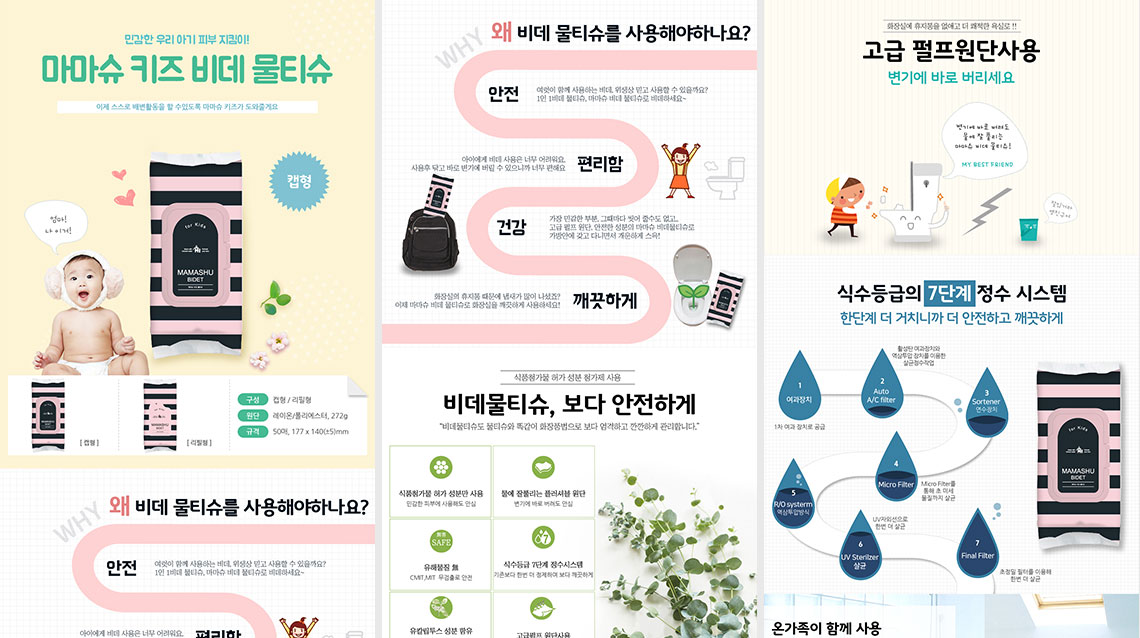 민감한 우리 아기 피부 지킴이!
마마슈 키즈 비데 물티슈
이제 스스로 배변활동을 할 수있도록 마마슈 키즈가 도와줄게요
캡형
엄마!
나 이거!
for Kids
MAMASHU
BIDET
[ 캡형 ]
[ 리필형 ]
구성 캡형 / 리필형
원단 레이온/폴리에스터, 272g
규격 50매, 177 x 140(±5)mm
WHY
왜 비데 물티슈를 사용해야하나요?
안전
여럿이 함께 사용하는 비데, 위생상 믿고 사용할 수 있을까요?
1인 1비데 물티슈, 마마슈 비데 물티슈로 비데하세요~
아이에게 비데 사용은 너무 어려워요,
편리함
WHY
왜 비데 물티슈를 사용해야하나요?
안전
여럿이 함께 사용하는 비데, 위생상 믿고 사용할 수 있을까요?
1인 1비데 물티슈, 마마슈 비데 물티슈로 비데하세요~
아이에게 비데 사용은 너무 어려워요,
사용후 닦고 바로 변기에 버릴 수 있으니까 너무 편해요
편리함
건강
가장 민감한 부분, 그때마다 씻어 줄수도 없고,
고급 펄프 원단, 안전한 성분의 마마슈 비데물티슈로
가방안에 갖고 다니면서 개운하게 스윽!
화장실의 휴지통 때문에 냄새가 많이 나셨죠?
이제 마마슈 비데 물티슈로 화장실을 깨끗하게 사용하세요!
깨끗하게
식품첨가물 허가 성분 첨가제 사용
비데물티슈, 보다 안전하게
"비데물티슈도 물티슈와 똑같이 화장품법으로 보다 엄격하고 깐깐하게 관리합니다."
식품첨가물 허가 성분만 사용
민감한 피부에 사용해도 안심
물에 잘풀리는 플러셔블 원단
변기에 바로 버려도 안심
SAFE
유해물질 無
CMIT,MIT 무검출로 안전
식수등급 7단계 정수시스템
기존보다 한번 더 정제하여 보다 깨끗하게
유칼립투스 성분 함유
고급펄프 원단사용
화장실에 휴지통을 없애고 더 쾌적한 욕실로 !!
고급 펄프원단사용
변기에 바로 버리세요
변기에 바로 버려도
물에 잘 풀리는
마마슈 비데 물티슈!
MY BEST FRIEND
식수등급의 7단계 정수 시스템
한단계 더 거치니까 더 안전하고 깨끗하게
1
여과장치
1차 여과 장치로 공급
활성탄 여과장치와
역삼투압 장치를 이용한
살균정수작업
2
Auto
A/C filter
3
Sortener
연수장치
4
Micro Filter
Micro Filter를
통해 초 미세
물질까지 살균
5
R/O systerm
역삼투압방식
UV자외선으로
한번 더 살균
6
UV Sterilzer
살균
7
Final Filter
초정밀 필터를 이용해
한번 더 살균
for Kids
MAMASHU
BIDET
온가족이 함께 사용